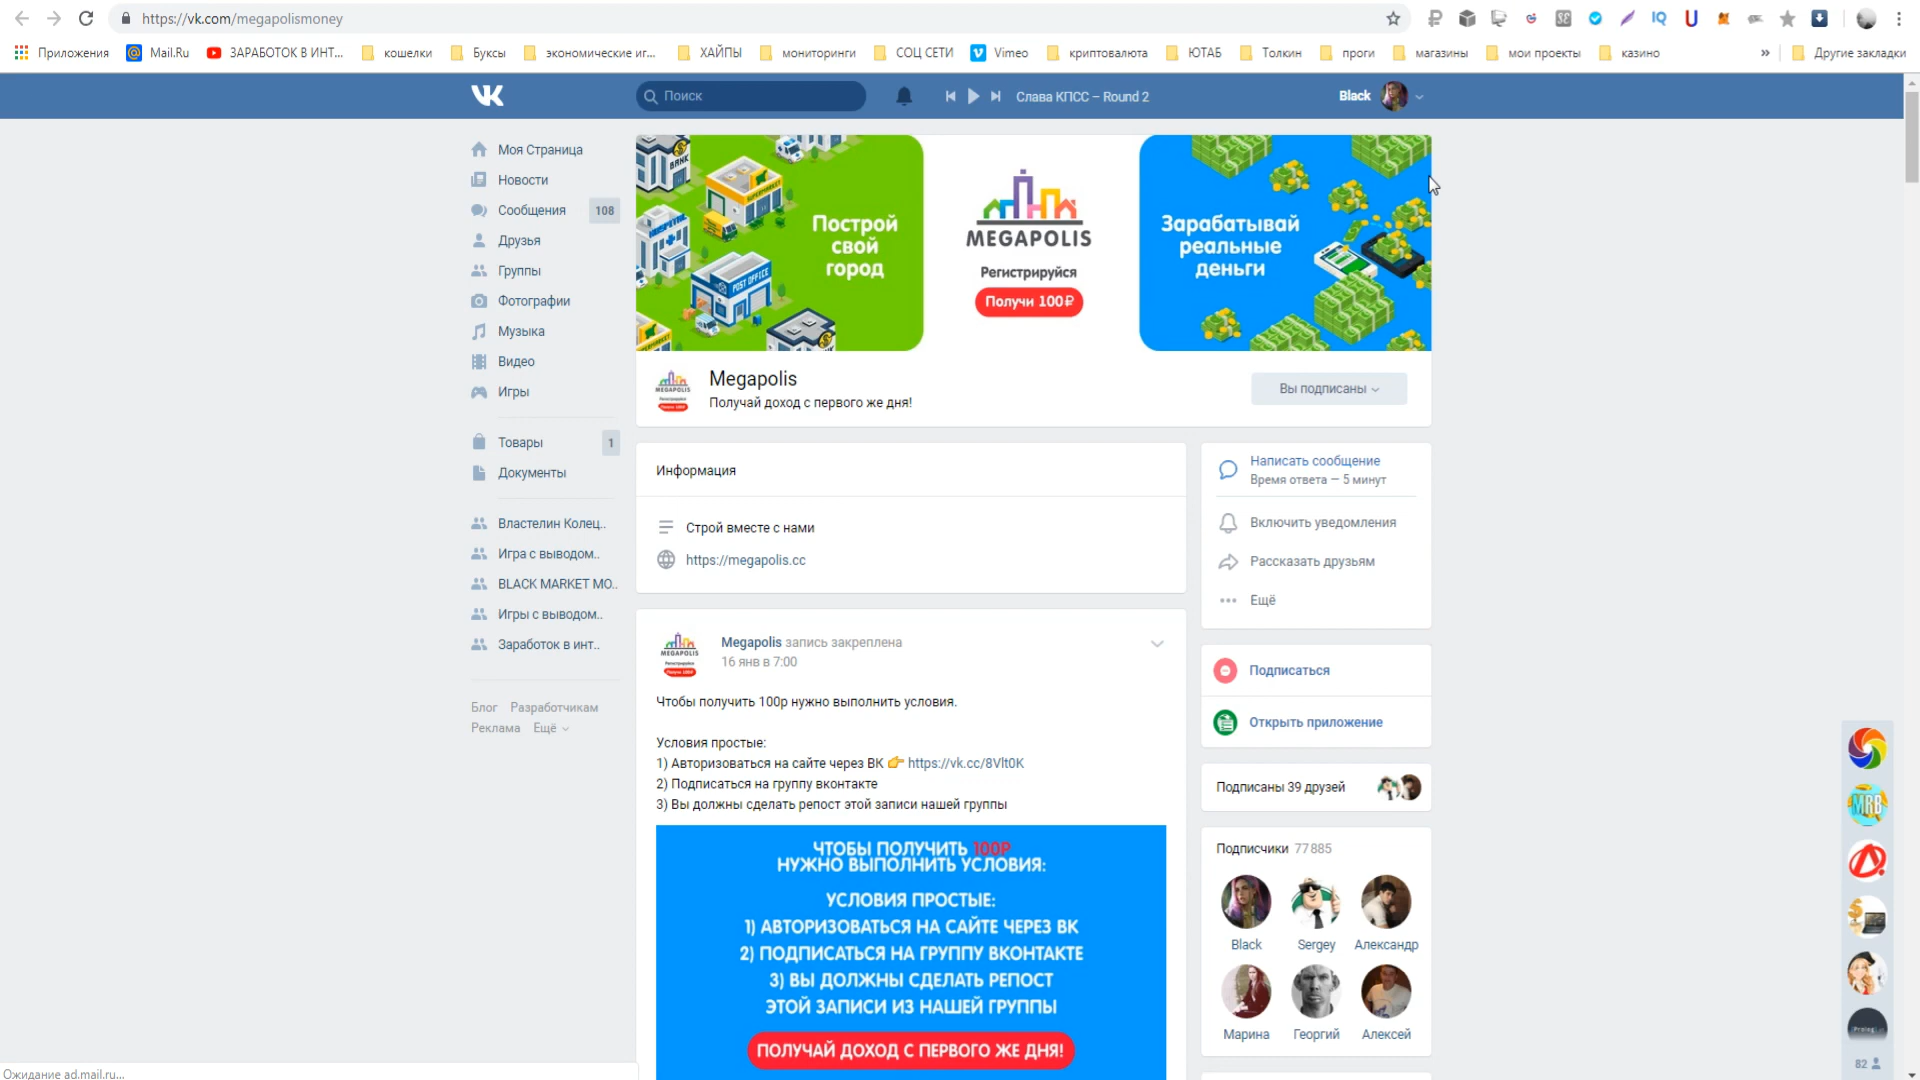 https://vk.com/megapolismoney
Приложения
Mail.Ru
ЗАРАБОТОК В ИНТ...
кошелки
Буксы
экономические иг...
ХАЙПЫ
мониторинги
СОЦ СЕТИ
Vimeo
криптовалюта
ЮТАБ
Толкин
проги
магазины
мои проекты
казино
»
Другие закладки
Поиск
Слава КПСС – Round 2
Black
Моя Страница
Новости
Сообщения 108
Друзья
Группы
Фотографии
Музыка
Видео
Игры
Товары 1
Документы
Властелин Колец..
Игра с выводом..
BLACK MARKET MO..
Игры с выводом..
Заработок в инт..
Блог Разработчикам
Реклама Ещё
BANK
SUPERMARKET
HOSPITAL
POST OFFICE
Построй
свой
город
MEGAPOLIS
Регистрируйся
Получи 100₽
Зарабатывай
реальные
деньги
Megapolis
Получай доход с первого же дня!
Вы подписаны
Информация
Строй вместе с нами
https://megapolis.cc
Megapolis запись закреплена
16 янв в 7:00
Чтобы получить 100р нужно выполнить условия.
Условия простые:
1) Авторизоваться на сайте через ВК 👉 https://vk.cc/8Vlt0K
2) Подписаться на группу вконтакте
3) Вы должны сделать репост этой записи нашей группы
ЧТОБЫ ПОЛУЧИТЬ 100Р
НУЖНО ВЫПОЛНИТЬ УСЛОВИЯ:
УСЛОВИЯ ПРОСТЫЕ:
1) АВТОРИЗОВАТЬСЯ НА САЙТЕ ЧЕРЕЗ ВК
2) ПОДПИСАТЬСЯ НА ГРУППУ ВКОНТАКТЕ
3) ВЫ ДОЛЖНЫ СДЕЛАТЬ РЕПОСТ
ЭТОЙ ЗАПИСИ ИЗ НАШЕЙ ГРУППЫ
ПОЛУЧАЙ ДОХОД С ПЕРВОГО ЖЕ ДНЯ!
Написать сообщение
Время ответа — 5 минут
Включить уведомления
Рассказать друзьям
Ещё
Подписаться
Открыть приложение
Подписаны 39 друзей
Подписчики 77 885
Black Sergey Александр
Марина Георгий Алексей
MRB
82
Ожидание ad.mail.ru...